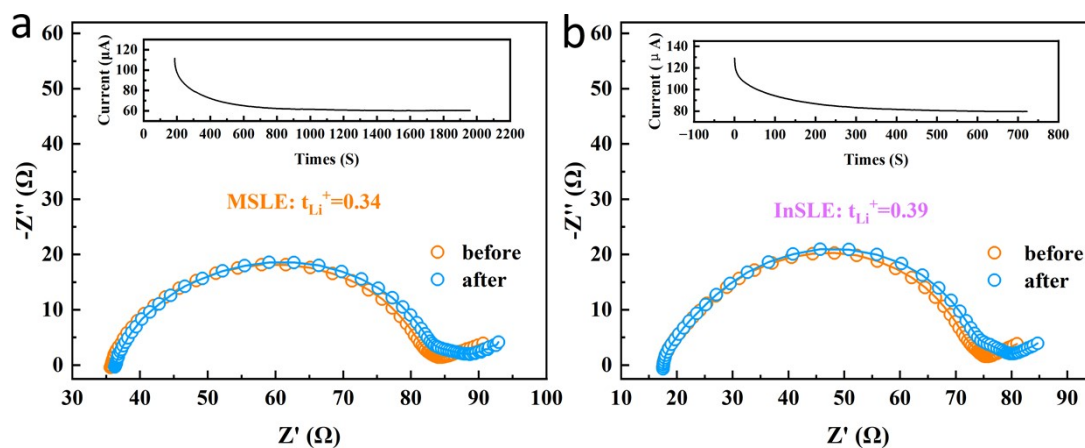 a
60
50
40
30
20
10
0
-Z'' (Ω)
30 40 50 60 70 80 90 100
Z' (Ω)
120
100
80
60
Current (μA)
0 200 400 600 800 1000 1200 1400 1600 1800 2000 2200
Times (S)
MSLE: tLi+=0.34
before
after
b
60
50
40
30
20
10
0
-Z'' (Ω)
10 20 30 40 50 60 70 80 90
Z' (Ω)
140
120
100
80
60
Current (μ A)
−100 0 100 200 300 400 500 600 700 800
Times (S)
InSLE: tLi+=0.39
before
after